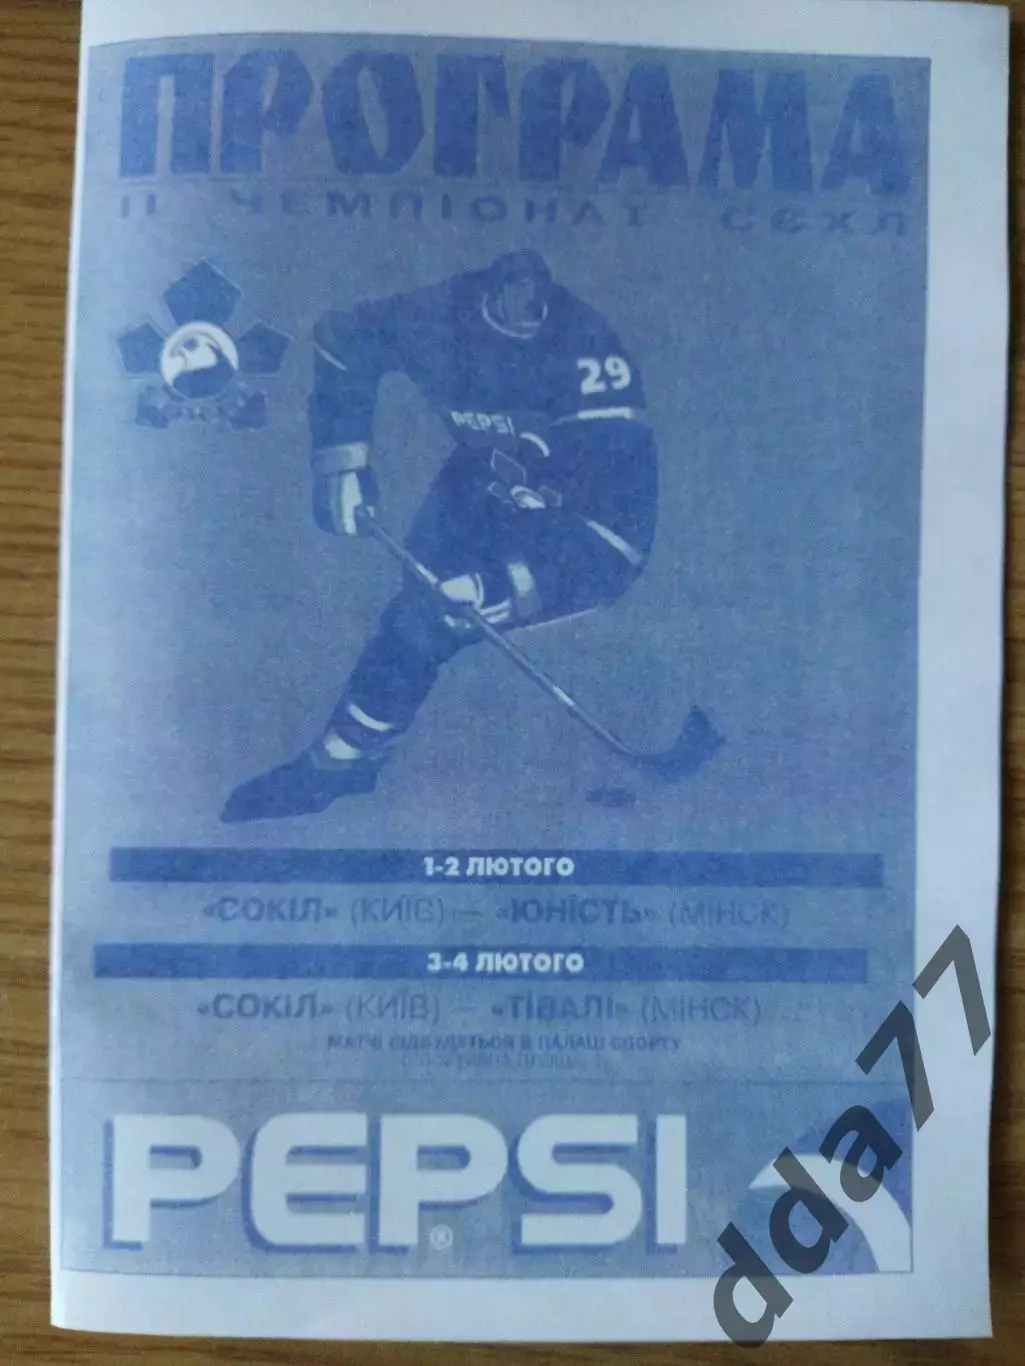 ПРОГРАМА
II ЧЕМПІОНАТ СЄХЛ
29
PEPSI
1-2 ЛЮТОГО
«СОКІЛ» (КИЇВ) — «ЮНІСТЬ» (МІНСК)
3-4 ЛЮТОГО
«СОКІЛ» (КИЇВ) — «ТІВАЛІ» (МІНСК)
МАТЧІ ВІДБУДУТЬСЯ В ПАЛАЦІ СПОРТУ
PEPSI
®
dda77